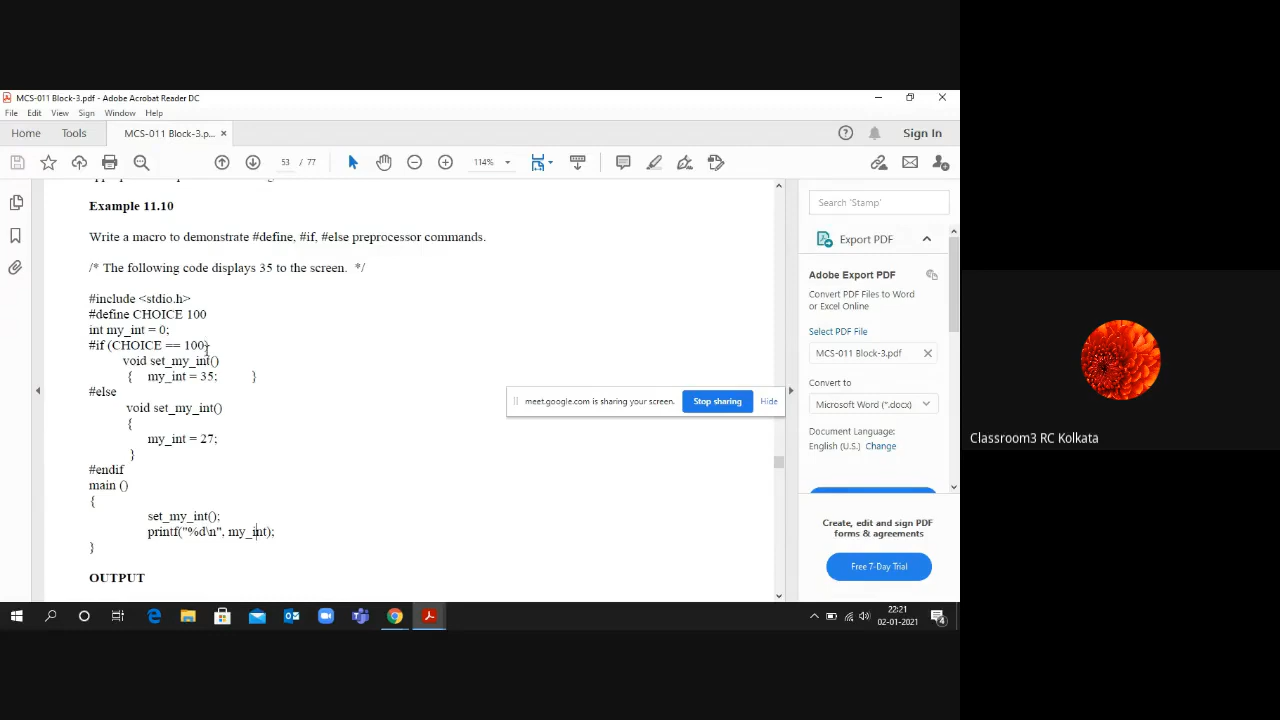 MCS-011 Block-3.pdf - Adobe Acrobat Reader DC
File Edit View Sign Window Help
Home Tools MCS-011 Block-3.p... × Sign In
53 / 77 114%
Example 11.10
Write a macro to demonstrate #define, #if, #else preprocessor commands.
/* The following code displays 35 to the screen. */
#include <stdio.h>
#define CHOICE 100
int my_int = 0;
#if (CHOICE == 100)
void set_my_int()
{ my_int = 35; }
#else
void set_my_int()
{
my_int = 27;
}
#endif
main ()
{
set_my_int();
printf("%d\n", my_int);
}
OUTPUT
meet.google.com is sharing your screen. Stop sharing Hide
Search 'Stamp'
Export PDF
Adobe Export PDF
Convert PDF Files to Word
or Excel Online
Select PDF File
MCS-011 Block-3.pdf
Convert to
Microsoft Word (*.docx)
Document Language:
English (U.S.) Change
Create, edit and sign PDF
forms & agreements
Free 7-Day Trial
22:21
02-01-2021
4
Classroom3 RC Kolkata